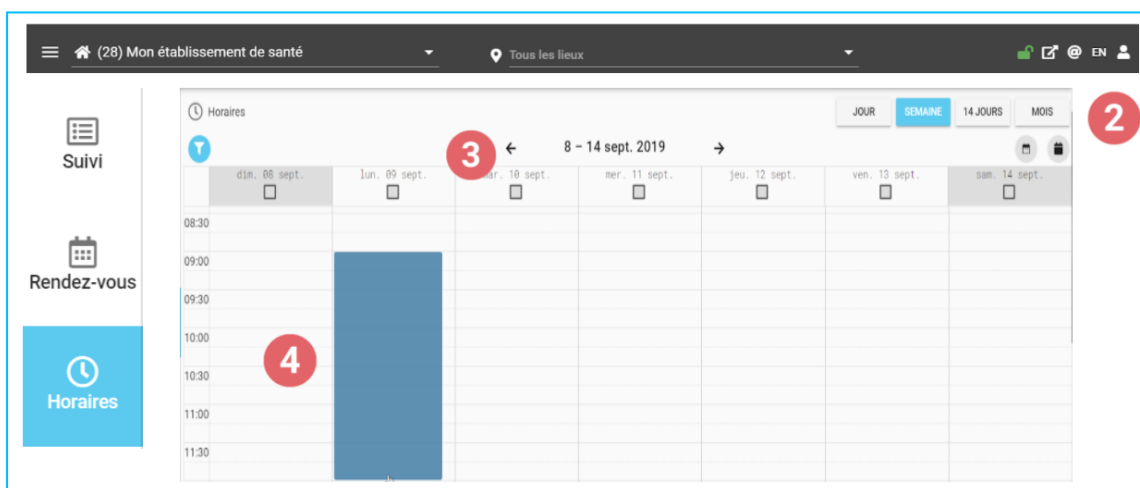 (28) Mon établissement de santé
Tous les lieux
@ EN
Suivi
Rendez-vous
Horaires
Horaires
JOUR SEMAINE 14 JOURS MOIS
2
3
8 – 14 sept. 2019
dim. 08 sept. lun. 09 sept. mar. 10 sept. mer. 11 sept. jeu. 12 sept. ven. 13 sept. sam. 14 sept.
08:30
09:00
09:30
10:00
4
10:30
11:00
11:30